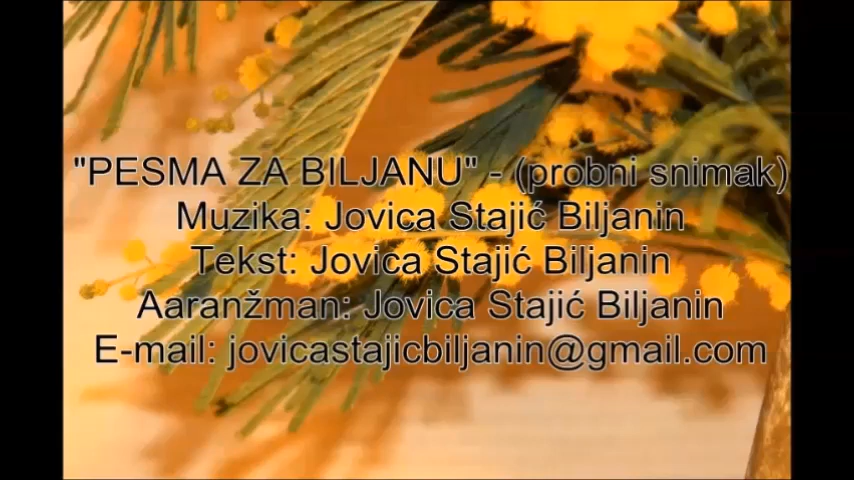 "PESMA ZA BILJANU" - (probni snimak)
Muzika: Jovica Stajić Biljanin
Tekst: Jovica Stajić Biljanin
Aaranžman: Jovica Stajić Biljanin
E-mail: jovicastajicbiljanin@gmail.com